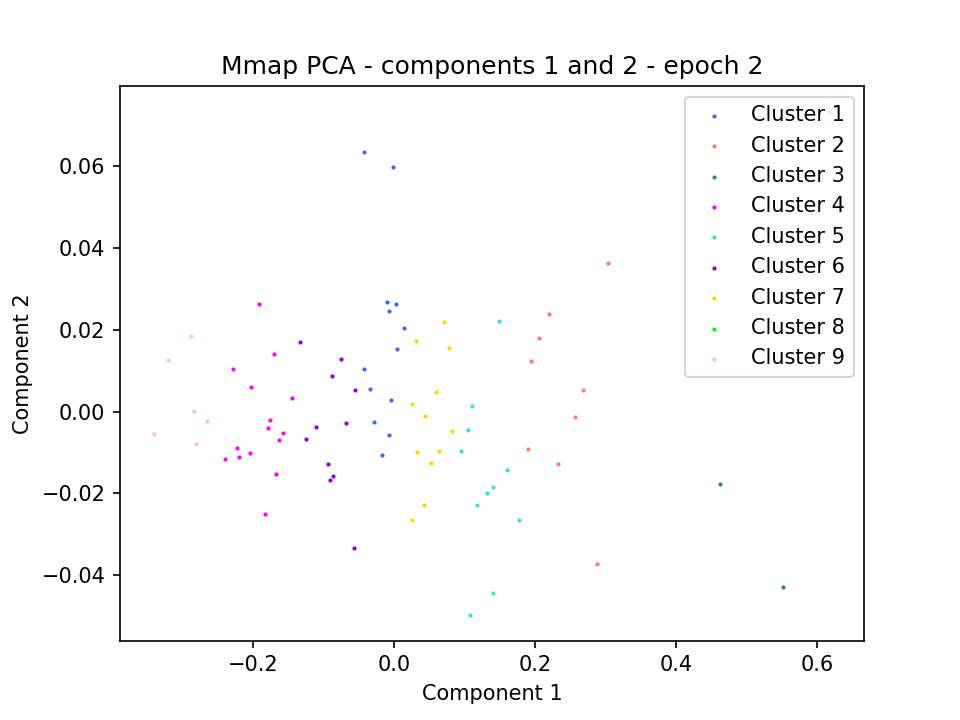 Mmap PCA - components 1 and 2 - epoch 2
Cluster 1
Cluster 2
Cluster 3
Cluster 4
Cluster 5
Cluster 6
Cluster 7
Cluster 8
Cluster 9
0.06
0.04
0.02
0.00
−0.02
−0.04
Component 2
−0.2
0.0
0.2
0.4
0.6
Component 1